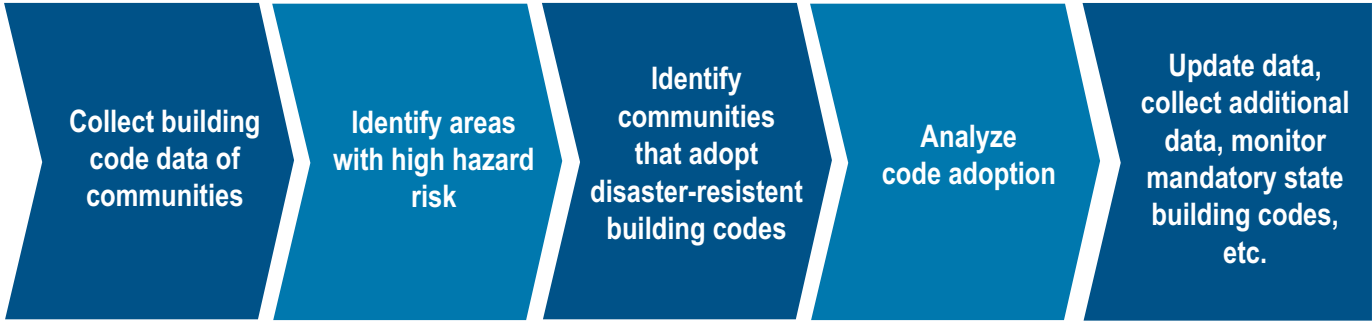 Collect building
code data of
communities
Identify areas
with high hazard
risk
Identify
communities
that adopt
disaster-resistent
building codes
Analyze
code adoption
Update data,
collect additional
data, monitor
mandatory state
building codes,
etc.